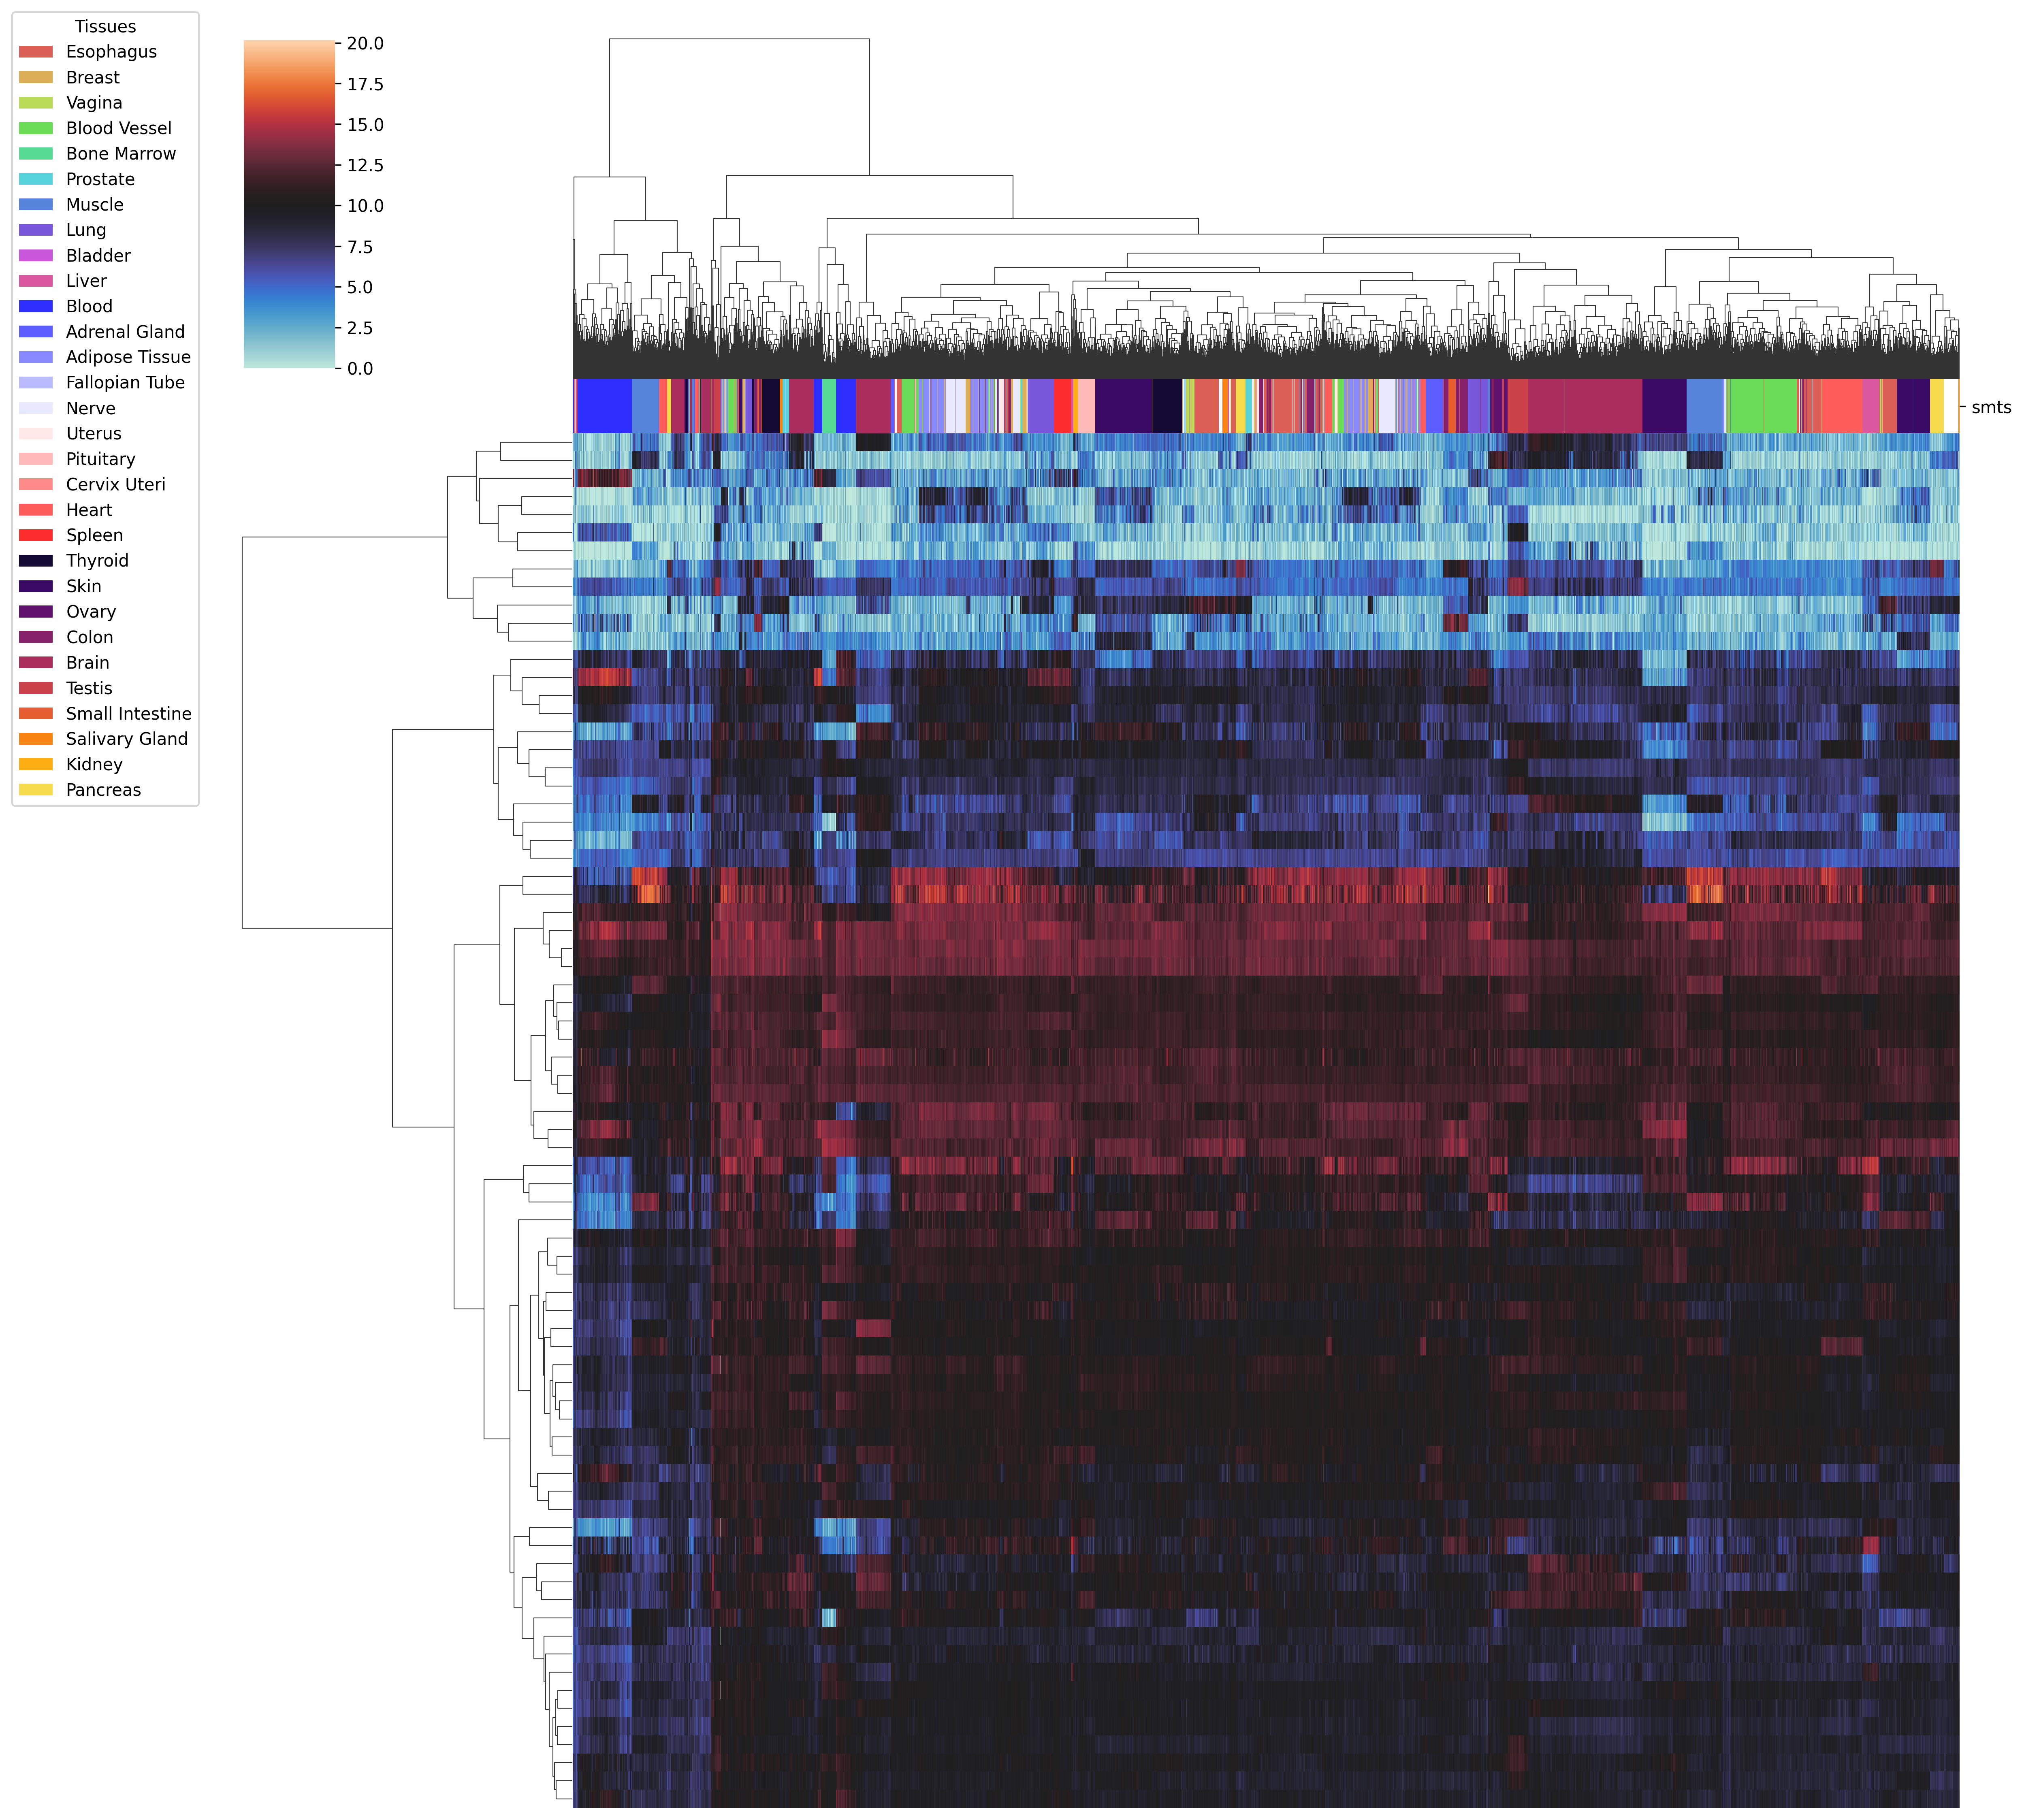 Tissues
Esophagus
Breast
Vagina
Blood Vessel
Bone Marrow
Prostate
Muscle
Lung
Bladder
Liver
Blood
Adrenal Gland
Adipose Tissue
Fallopian Tube
Nerve
Uterus
Pituitary
Cervix Uteri
Heart
Spleen
Thyroid
Skin
Ovary
Colon
Brain
Testis
Small Intestine
Salivary Gland
Kidney
Pancreas
20.0
17.5
15.0
12.5
10.0
7.5
5.0
2.5
0.0
smts